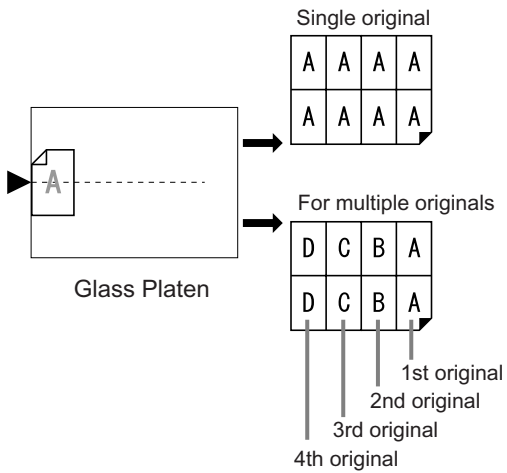 Single original
A A A A
A A A A
A
Glass Platen
For multiple originals
D C B A
D C B A
1st original
2nd original
3rd original
4th original